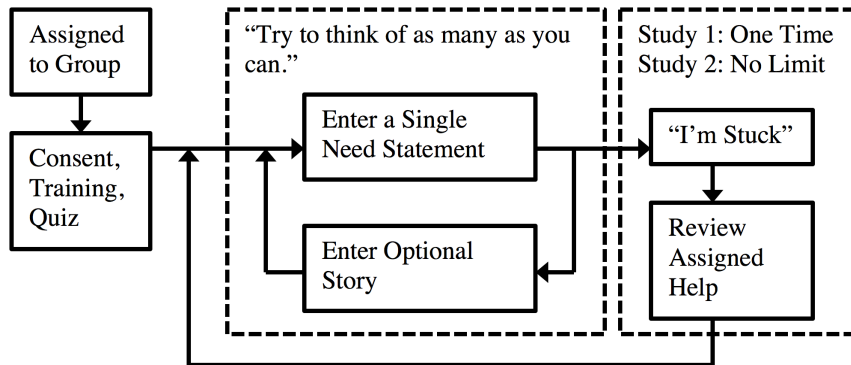 Assigned
to Group
Consent,
Training,
Quiz
“Try to think of as many as you
can.”
Enter a Single
Need Statement
Enter Optional
Story
Study 1: One Time
Study 2: No Limit
“I’m Stuck”
Review
Assigned
Help